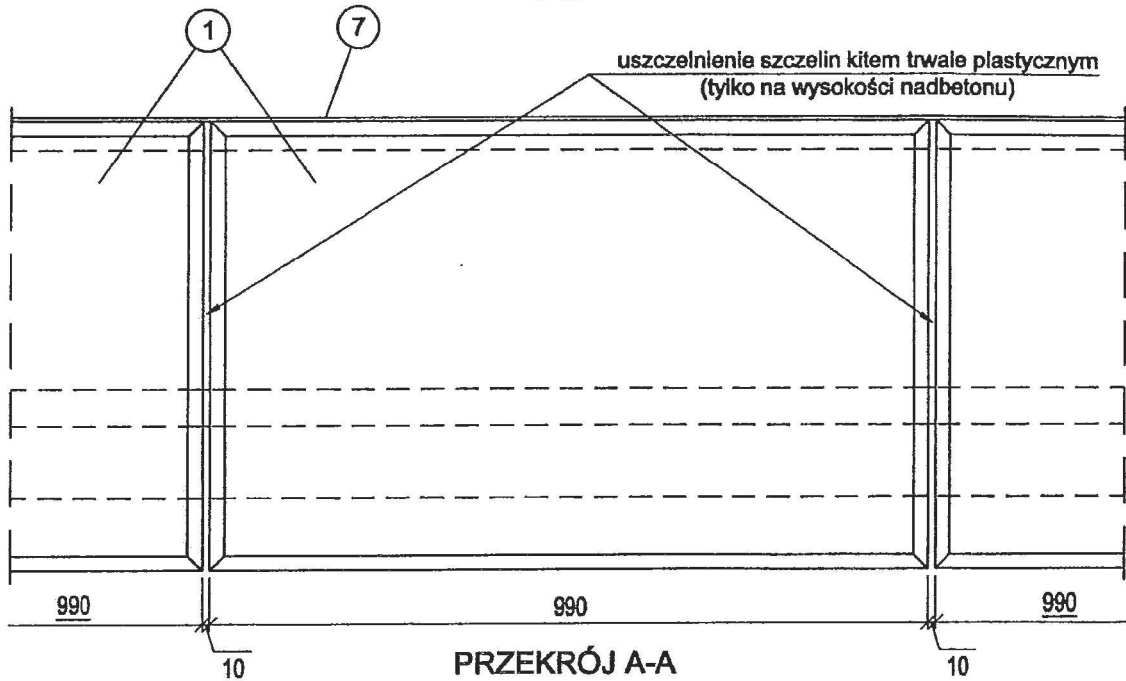 1
7
uszczelnienie szczelin kitem trwale plastycznym
(tylko na wysokości nadbetonu)
990
990
990
10
10
PRZEKRÓJ A-A